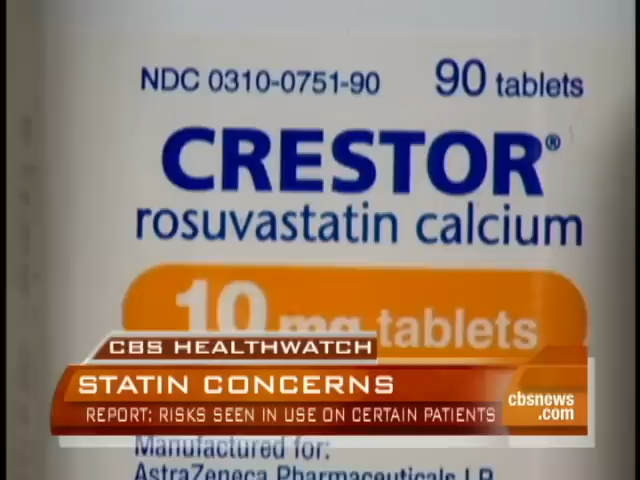 NDC 0310-0751-90 90 tablets
CRESTOR®
rosuvastatin calcium
10 mg tablets
CBS HEALTHWATCH
STATIN CONCERNS
REPORT: RISKS SEEN IN USE ON CERTAIN PATIENTS
cbsnews
.com
Manufactured for:
AstraZeneca Pharmaceuticals LP